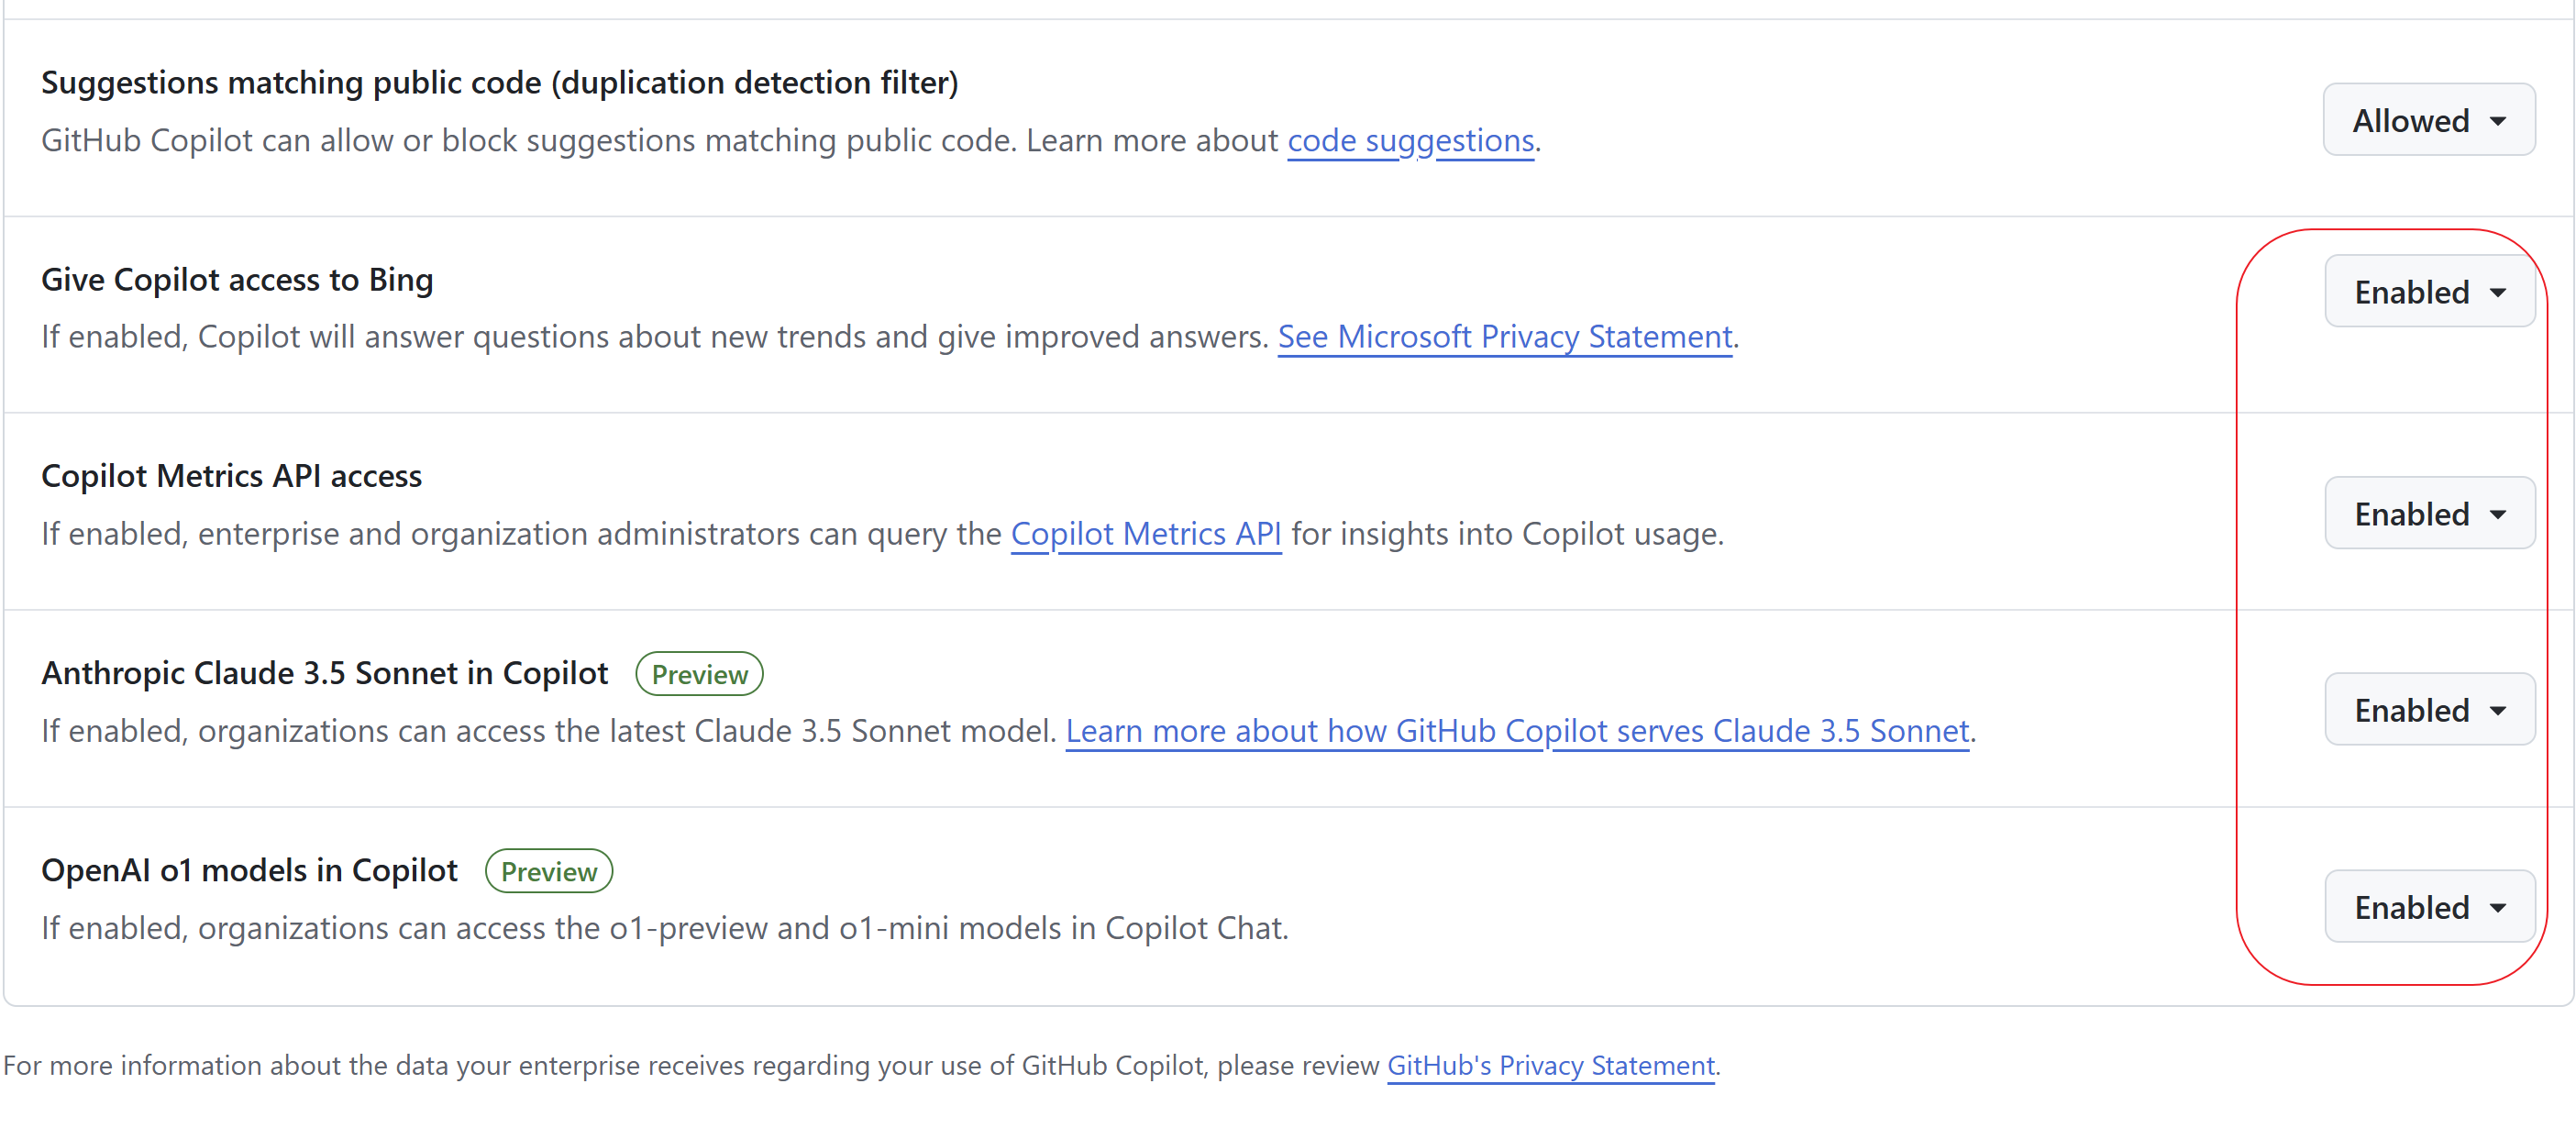 Suggestions matching public code (duplication detection filter)
GitHub Copilot can allow or block suggestions matching public code. Learn more about code suggestions.
Allowed
Give Copilot access to Bing
If enabled, Copilot will answer questions about new trends and give improved answers. See Microsoft Privacy Statement.
Enabled
Copilot Metrics API access
If enabled, enterprise and organization administrators can query the Copilot Metrics API for insights into Copilot usage.
Enabled
Anthropic Claude 3.5 Sonnet in Copilot Preview
If enabled, organizations can access the latest Claude 3.5 Sonnet model. Learn more about how GitHub Copilot serves Claude 3.5 Sonnet.
Enabled
OpenAI o1 models in Copilot Preview
If enabled, organizations can access the o1-preview and o1-mini models in Copilot Chat.
Enabled
For more information about the data your enterprise receives regarding your use of GitHub Copilot, please review GitHub's Privacy Statement.